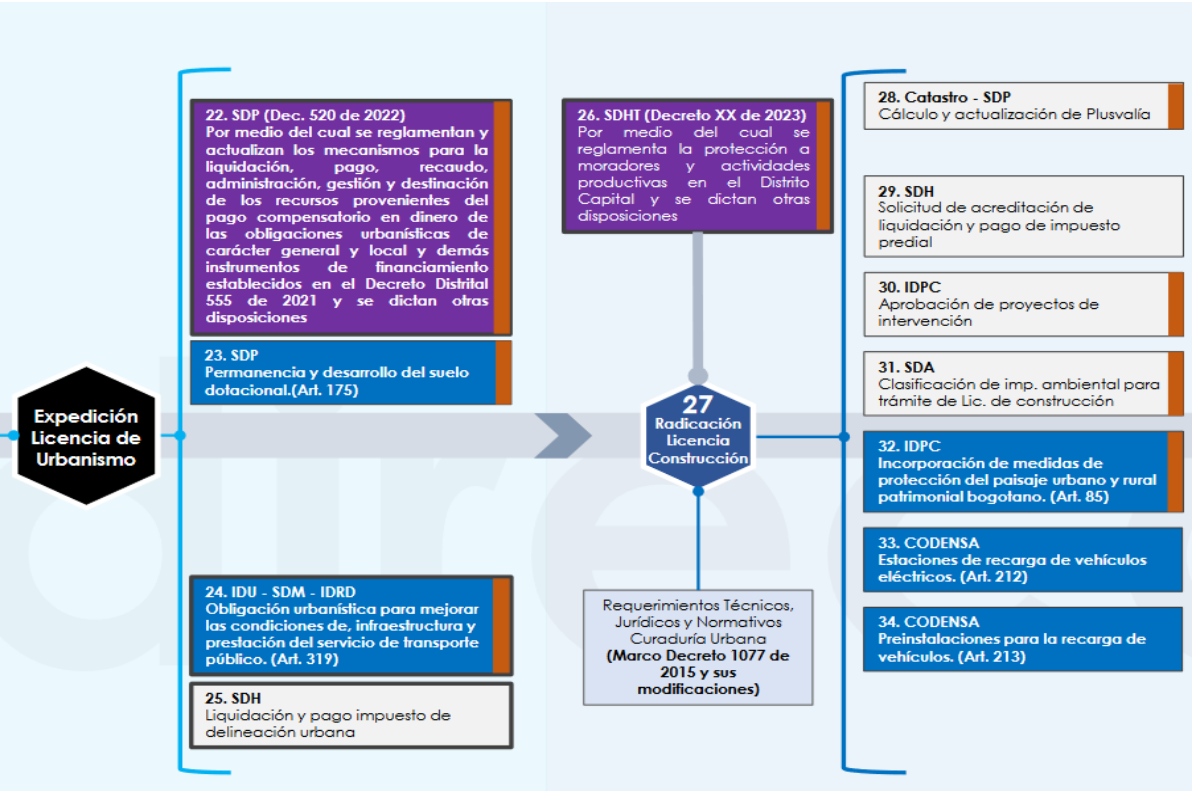 Expedición
Licencia de
Urbanismo
22. SDP (Dec. 520 de 2022)
Por medio del cual se reglamentan y
actualizan los mecanismos para la
liquidación, pago, recaudo,
administración, gestión y destinación
de los recursos provenientes del
pago compensatorio en dinero de
las obligaciones urbanísticas de
carácter general y local y demás
instrumentos de financiamiento
establecidos en el Decreto Distrital
555 de 2021 y se dictan otras
disposiciones
23. SDP
Permanencia y desarrollo del suelo
dotacional.(Art. 175)
24. IDU - SDM - IDRD
Obligación urbanística para mejorar
las condiciones de, infraestructura y
prestación del servicio de transporte
público. (Art. 319)
25. SDH
Liquidación y pago impuesto de
delineación urbana
26. SDHT (Decreto XX de 2023)
Por medio del cual se
reglamenta la protección a
moradores y actividades
productivas en el Distrito
Capital y se dictan otras
disposiciones
27
Radicación
Licencia
Construcción
Requerimientos Técnicos,
Jurídicos y Normativos
Curaduría Urbana
(Marco Decreto 1077 de
2015 y sus
modificaciones)
28. Catastro - SDP
Cálculo y actualización de Plusvalía
29. SDH
Solicitud de acreditación de
liquidación y pago de impuesto
predial
30. IDPC
Aprobación de proyectos de
intervención
31. SDA
Clasificación de imp. ambiental para
trámite de Lic. de construcción
32. IDPC
Incorporación de medidas de
protección del paisaje urbano y rural
patrimonial bogotano. (Art. 85)
33. CODENSA
Estaciones de recarga de vehículos
eléctricos. (Art. 212)
34. CODENSA
Preinstalaciones para la recarga de
vehículos. (Art. 213)